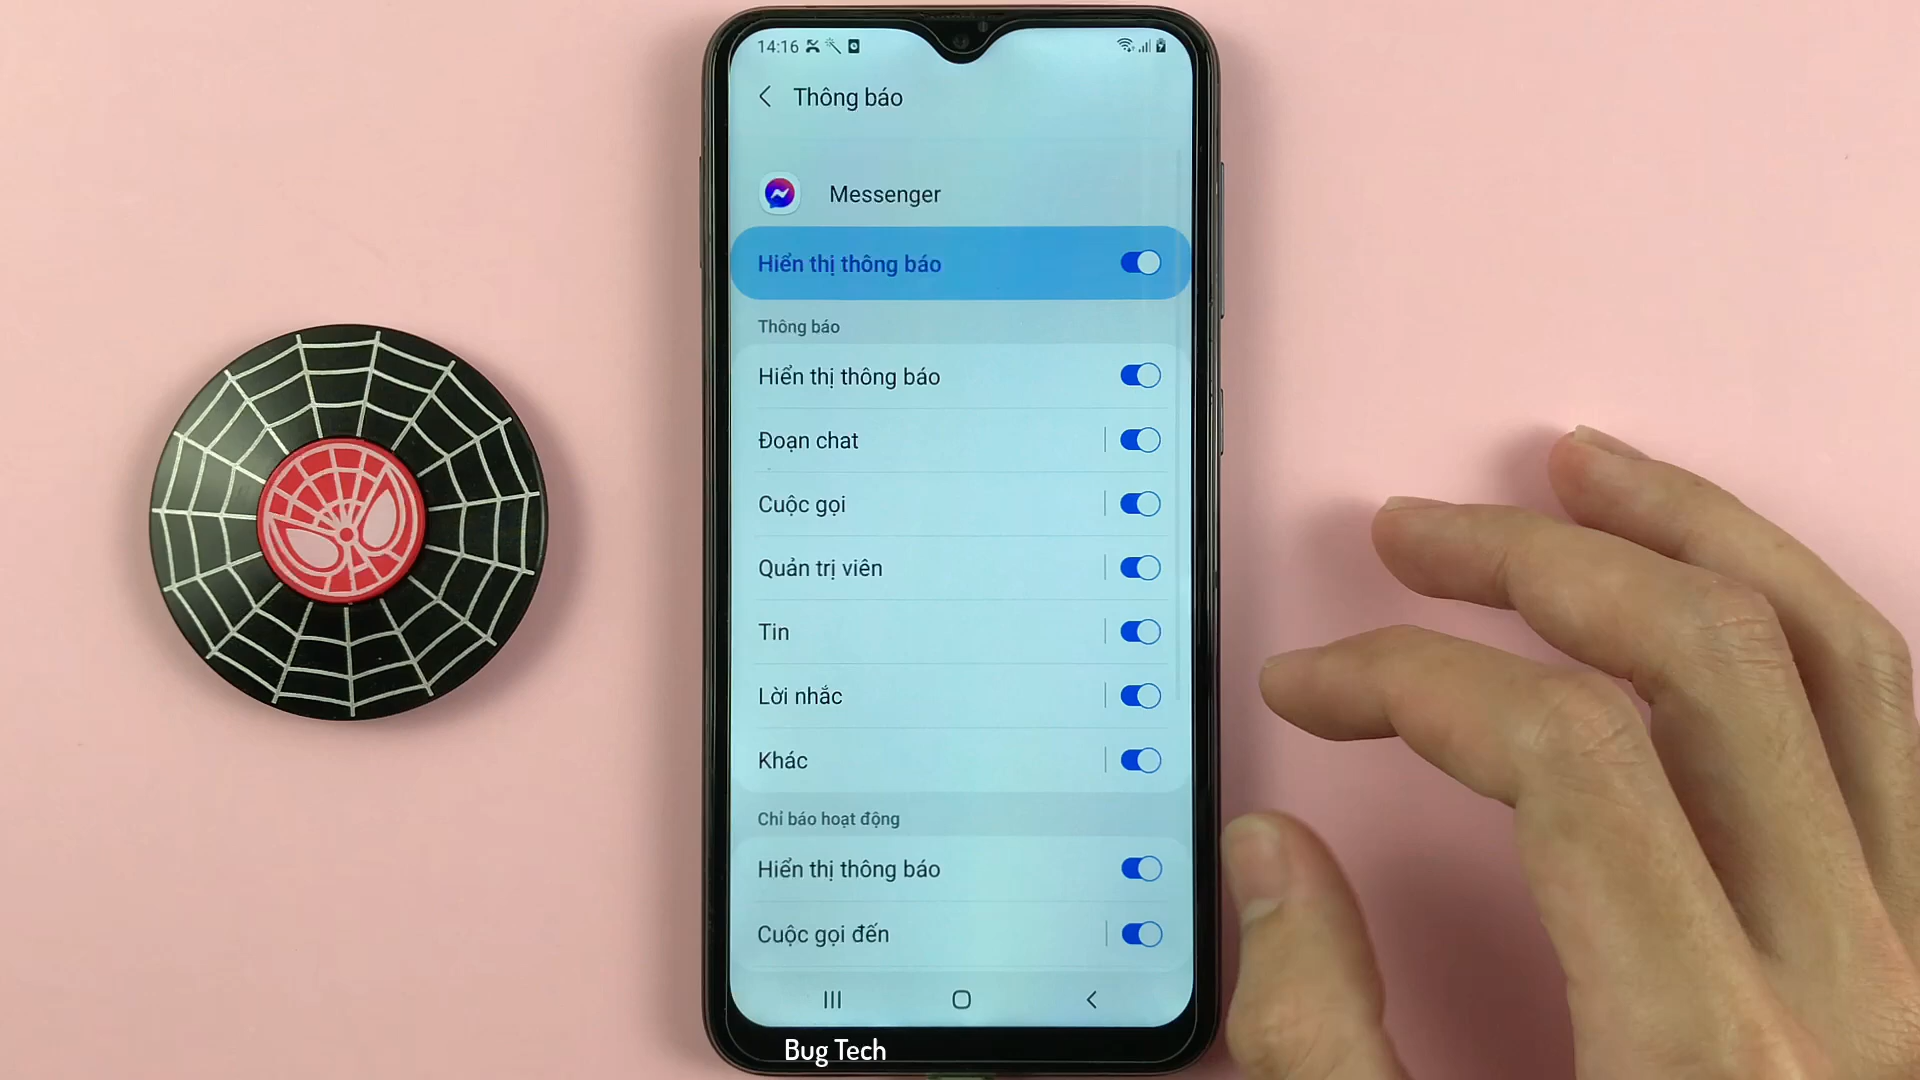 14:16
Thông báo
Messenger
Hiển thị thông báo
Thông báo
Hiển thị thông báo
Đoạn chat
Cuộc gọi
Quản trị viên
Tin
Lời nhắc
Khác
Chỉ báo hoạt động
Hiển thị thông báo
Cuộc gọi đến
Bug Tech